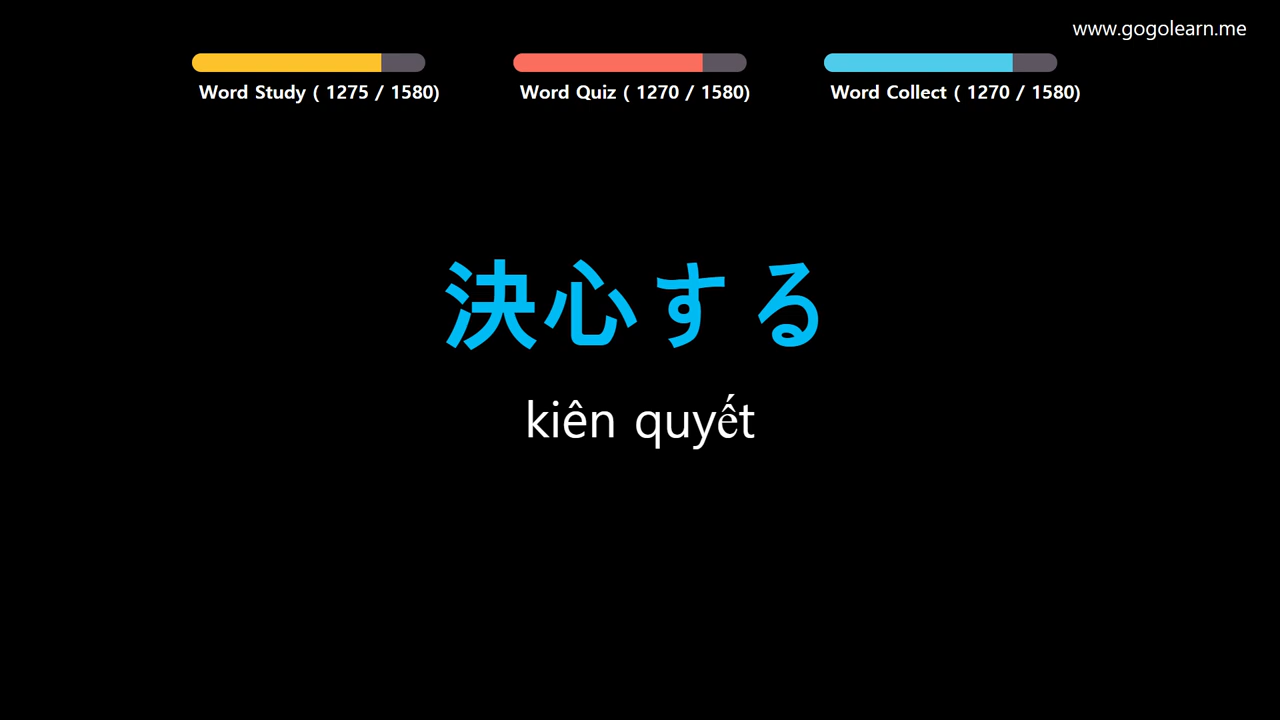 www.gogolearn.me
Word Study ( 1275 / 1580)
Word Quiz ( 1270 / 1580)
Word Collect ( 1270 / 1580)
決心する
kiên quyết